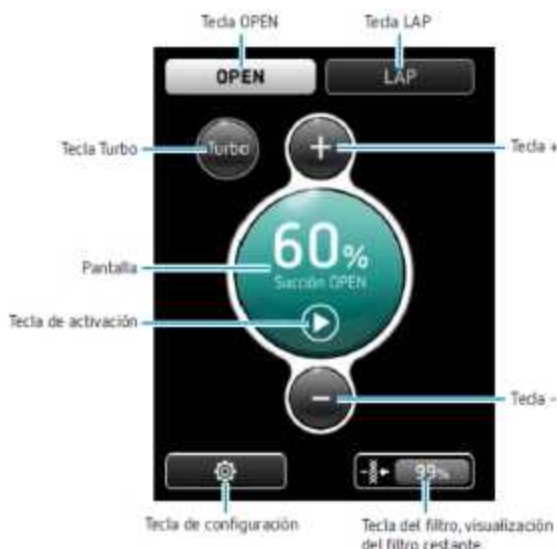 Tecla OPEN
Tecla LAP
OPEN
LAP
Tecla Turbo
Turbo
+
Tecla +
60%
Succión OPEN
Pantalla
Tecla de activación
-
Tecla -
99%
Tecla de configuración
Tecla del filtro, visualización
del filtro restante